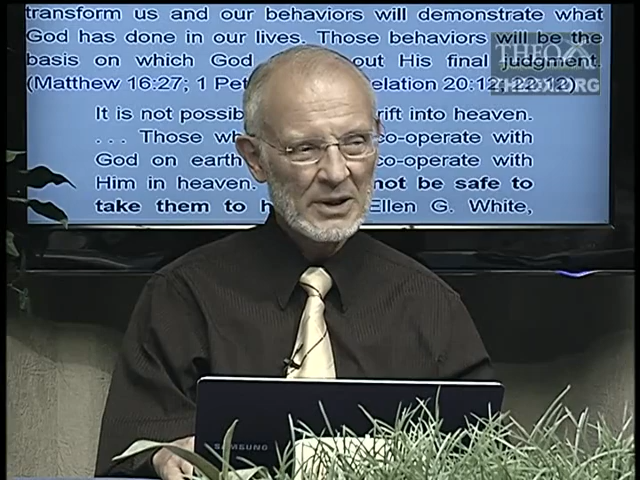 transform us and our behaviors will demonstrate what
God has done in our lives. Those behaviors will be the
basis on which God out His final judgment.
(Matthew 16:27; 1 Pet elation 20:12; 22:12)
THEOX
THEOX.ORG
It is not possib rift into heaven.
. . . Those wh co-operate with
God on earth co-operate with
Him in heaven. not be safe to
take them to h Ellen G. White,
SAMSUNG